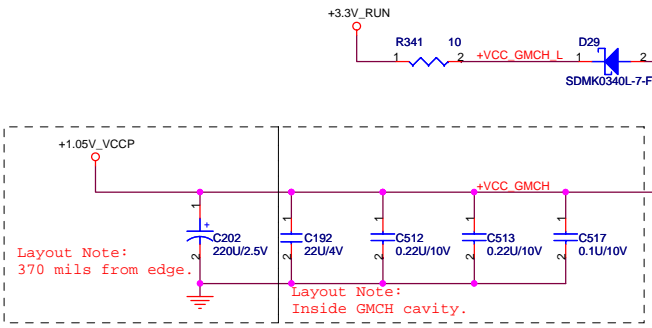 +3.3V_RUN
R341 10
1 2 +VCC_GMCH_L 1 D29 2
SDMK0340L-7-F
+1.05V_VCCP
+VCC_GMCH
1 1 1 1 1
+
C202 C192 C512 C513 C517
220U/2.5V 22U/4V 0.22U/10V 0.22U/10V 0.1U/10V
2 2 2 2 2
Layout Note:
370 mils from edge.
Layout Note:
Inside GMCH cavity.